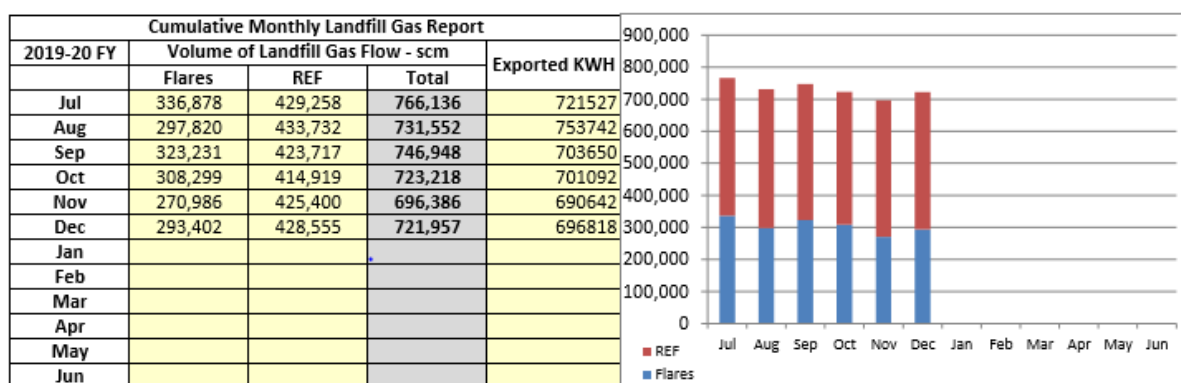 Cumulative Monthly Landfill Gas Report
2019-20 FY Volume of Landfill Gas Flow - scm Exported KWH
Flares REF Total
Jul 336,878 429,258 766,136 721527
Aug 297,820 433,732 731,552 753742
Sep 323,231 423,717 746,948 703650
Oct 308,299 414,919 723,218 701092
Nov 270,986 425,400 696,386 690642
Dec 293,402 428,555 721,957 696818
Jan
Feb
Mar
Apr
May
Jun
900,000
800,000
700,000
600,000
500,000
400,000
300,000
200,000
100,000
0
Jul Aug Sep Oct Nov Dec Jan Feb Mar Apr May Jun
REF
Flares